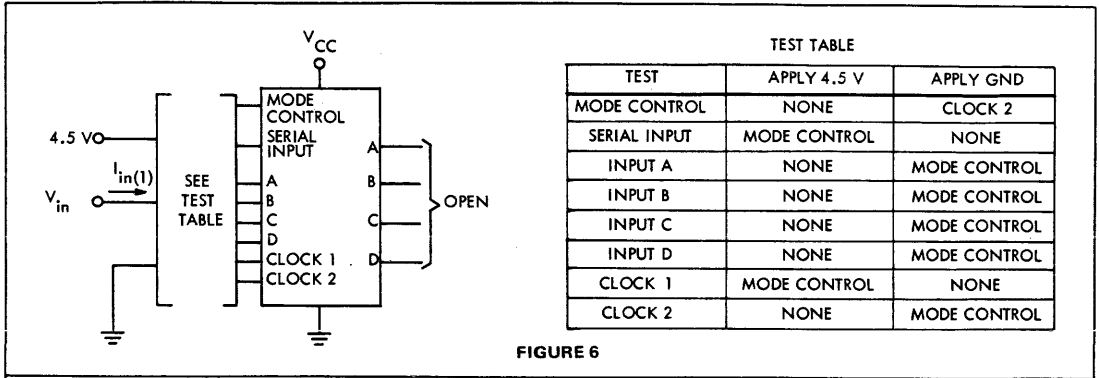 V_CC
MODE
CONTROL
SERIAL
INPUT
A
B
C
D
CLOCK 1
CLOCK 2
A
B
C
D
OPEN
4.5 V
I_in(1)
V_in
SEE
TEST
TABLE
TEST TABLE
TEST APPLY 4.5 V APPLY GND
MODE CONTROL NONE CLOCK 2
SERIAL INPUT MODE CONTROL NONE
INPUT A NONE MODE CONTROL
INPUT B NONE MODE CONTROL
INPUT C NONE MODE CONTROL
INPUT D NONE MODE CONTROL
CLOCK 1 MODE CONTROL NONE
CLOCK 2 NONE MODE CONTROL
FIGURE 6